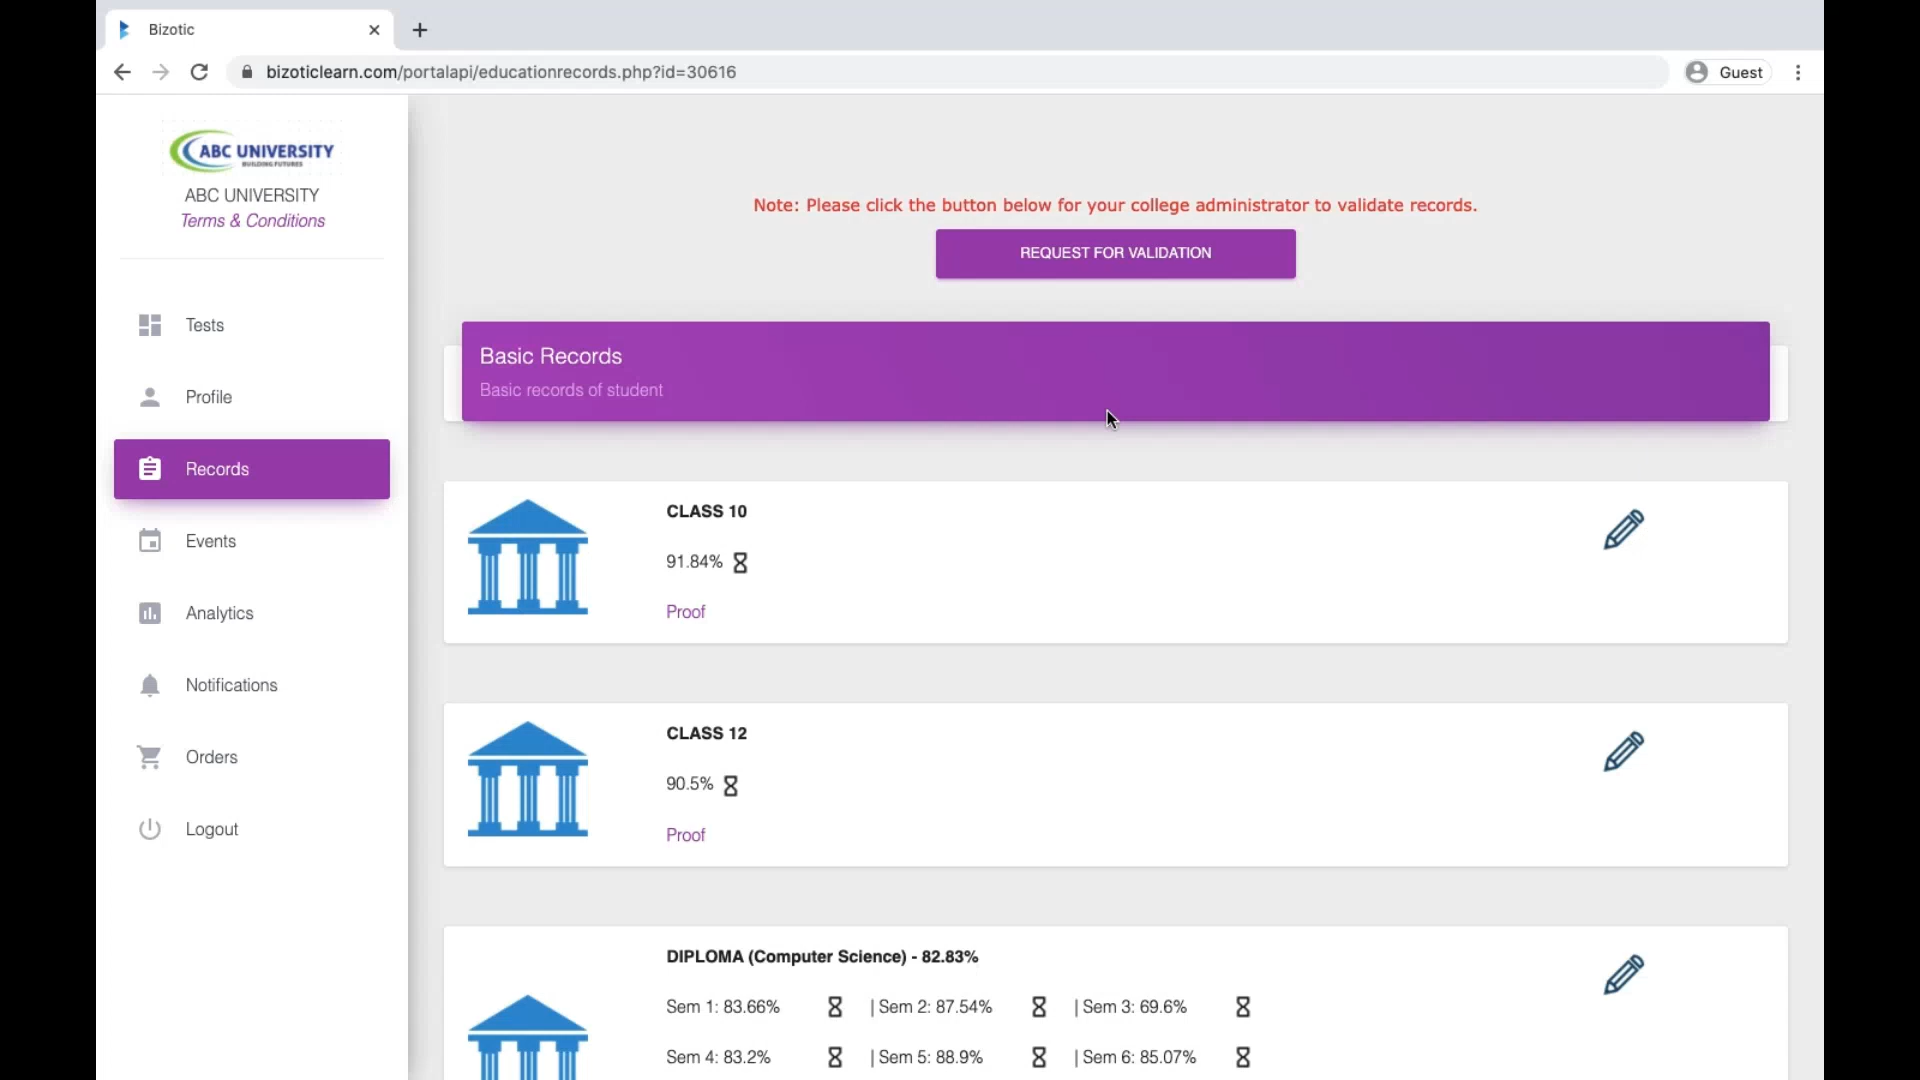 Bizotic
bizoticlearn.com/portalapi/educationrecords.php?id=30616
Guest
ABC UNIVERSITY
BUILDING FUTURES
ABC UNIVERSITY
Terms & Conditions
Tests
Profile
Records
Events
Analytics
Notifications
Orders
Logout
Note: Please click the button below for your college administrator to validate records.
REQUEST FOR VALIDATION
Basic Records
Basic records of student
CLASS 10
91.84%
Proof
CLASS 12
90.5%
Proof
DIPLOMA (Computer Science) - 82.83%
Sem 1: 83.66% | Sem 2: 87.54% | Sem 3: 69.6%
Sem 4: 83.2% | Sem 5: 88.9% | Sem 6: 85.07%